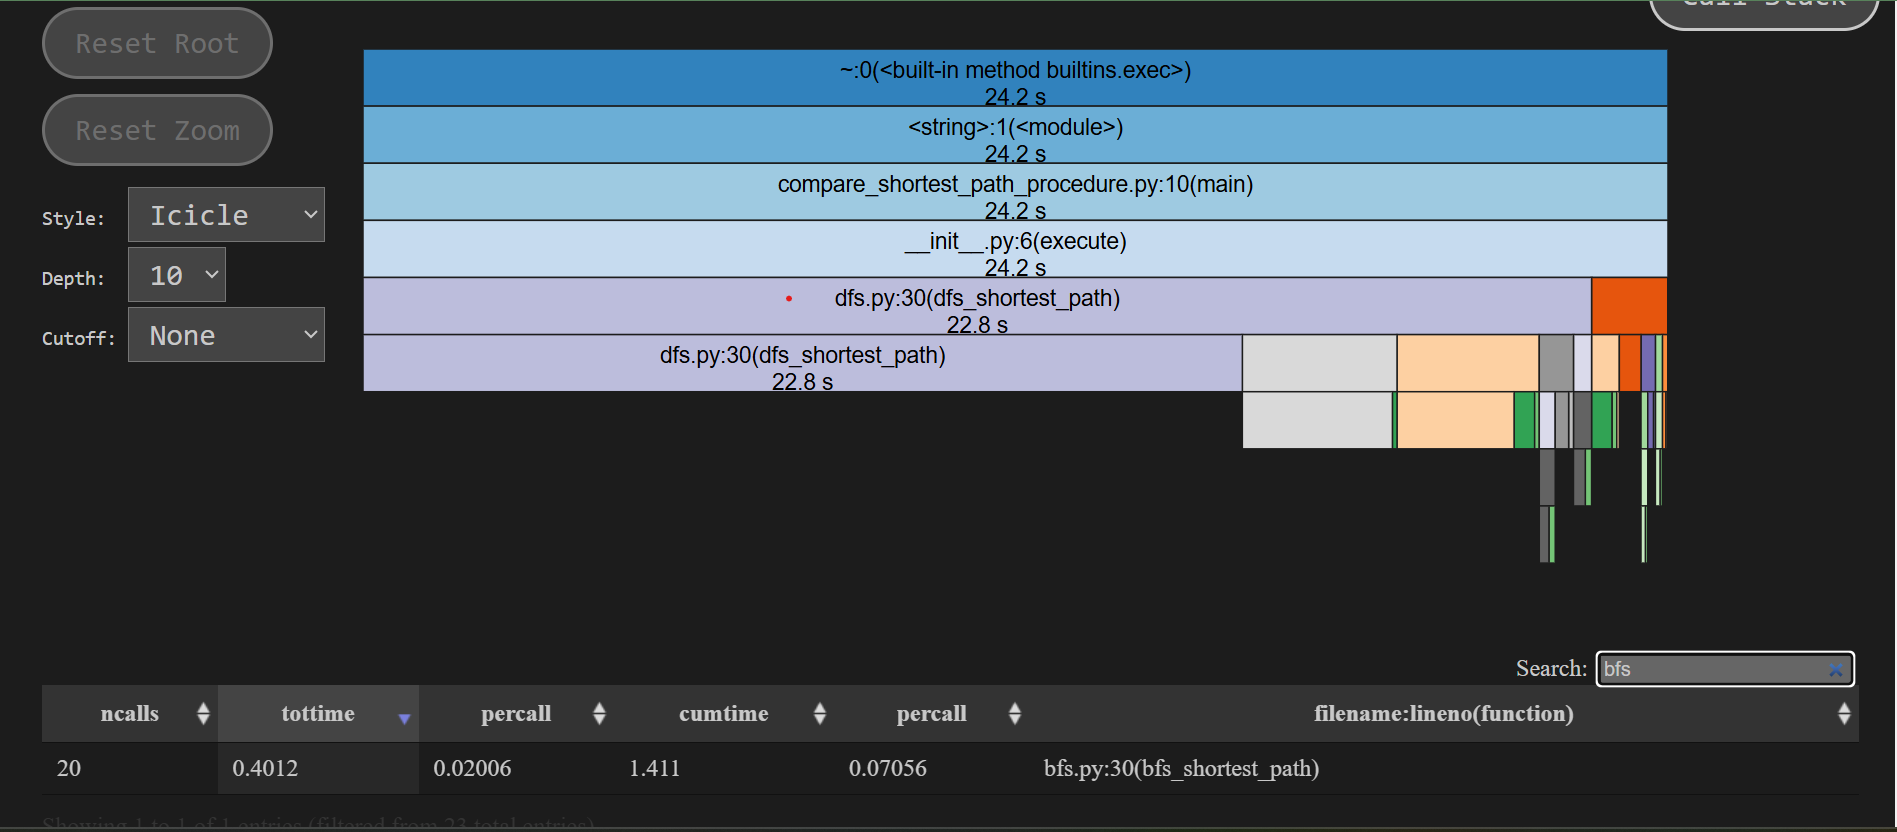 Call Stack
Reset Root
Reset Zoom
Style: Icicle
Depth: 10
Cutoff: None
~:0(<built-in method builtins.exec>)
24.2 s
<string>:1(<module>)
24.2 s
compare_shortest_path_procedure.py:10(main)
24.2 s
__init__.py:6(execute)
24.2 s
dfs.py:30(dfs_shortest_path)
22.8 s
dfs.py:30(dfs_shortest_path)
22.8 s
Search: bfs
ncalls tottime percall cumtime percall filename:lineno(function)
20 0.4012 0.02006 1.411 0.07056 bfs.py:30(bfs_shortest_path)
Showing 1 to 1 of 1 entries (filtered from 23 total entries)